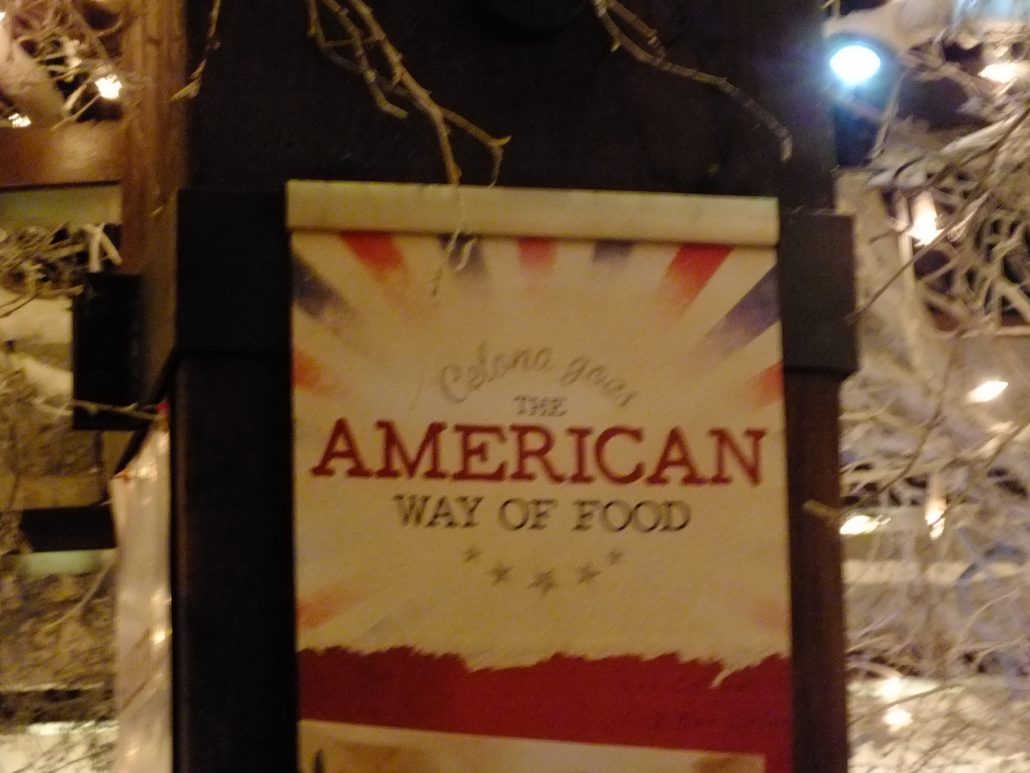 Celona goes
THE
AMERICAN
WAY OF FOOD